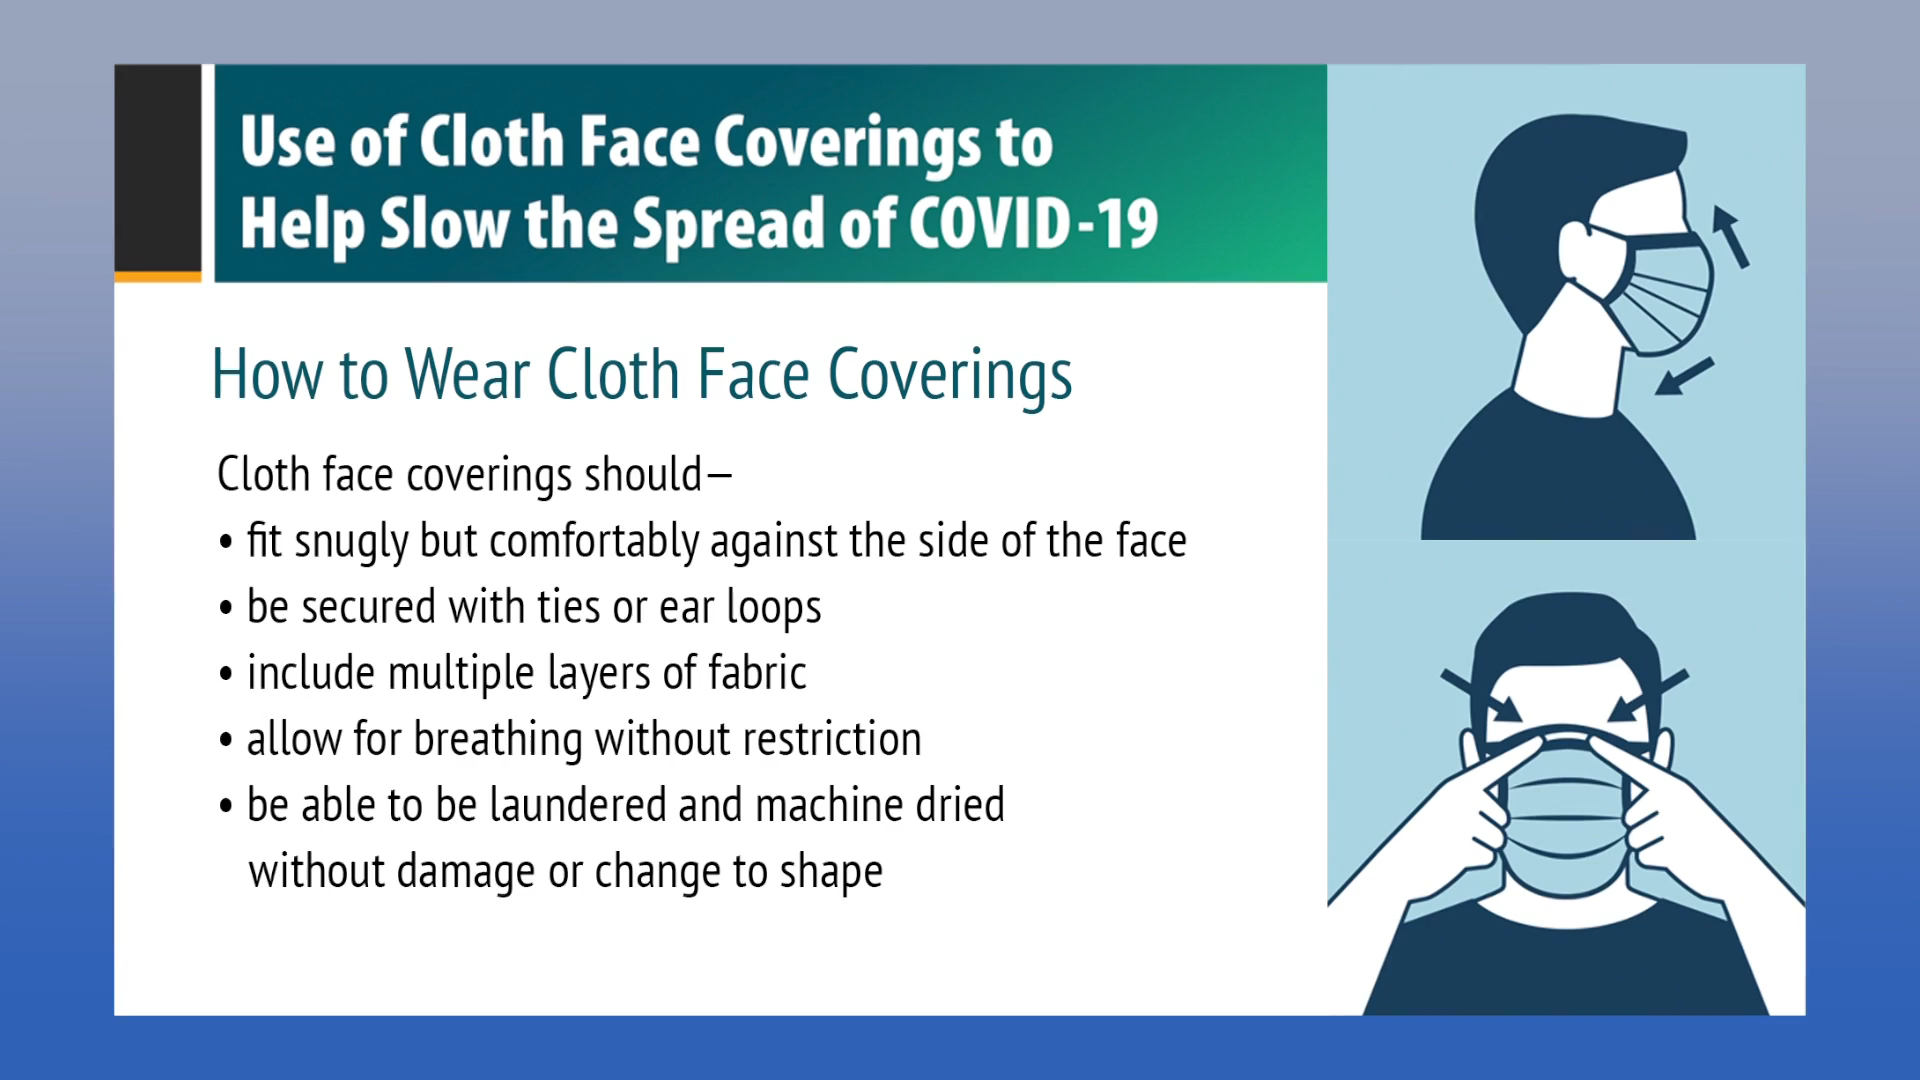 Use of Cloth Face Coverings to
Help Slow the Spread of COVID-19
How to Wear Cloth Face Coverings
Cloth face coverings should—
• fit snugly but comfortably against the side of the face
• be secured with ties or ear loops
• include multiple layers of fabric
• allow for breathing without restriction
• be able to be laundered and machine dried
without damage or change to shape